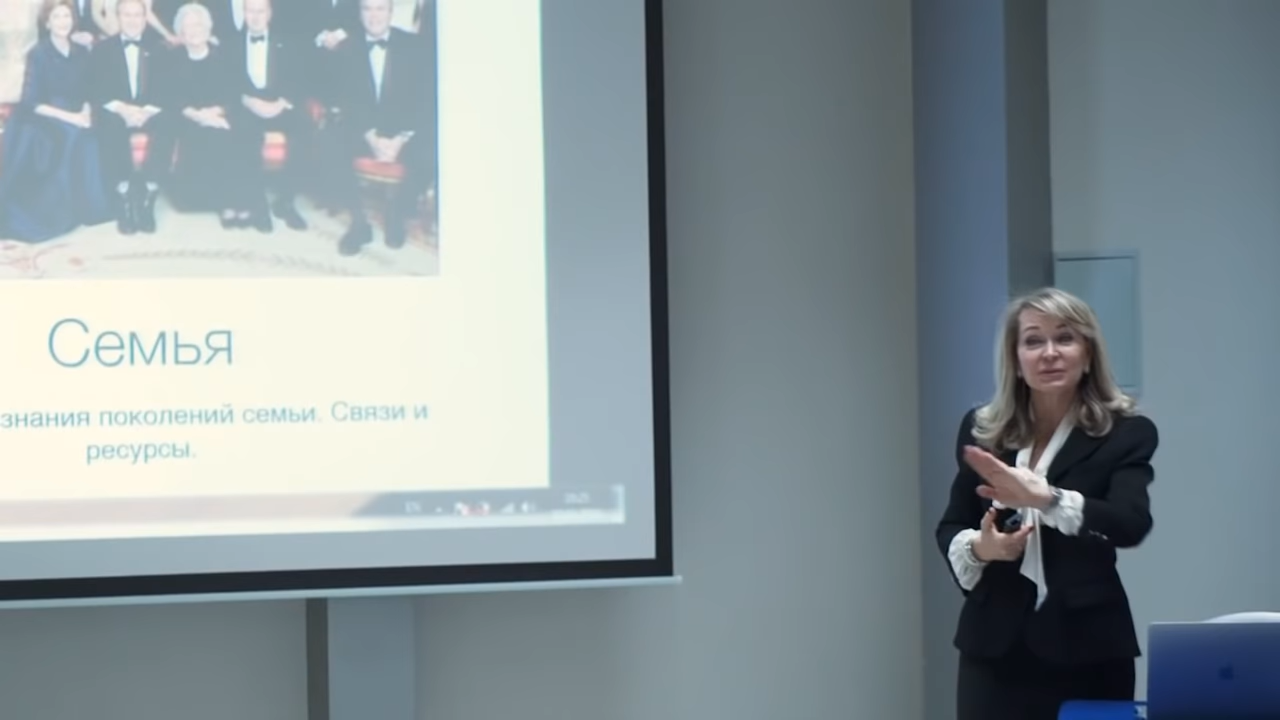 Семья
знания поколений семьи. Связи и
ресурсы.